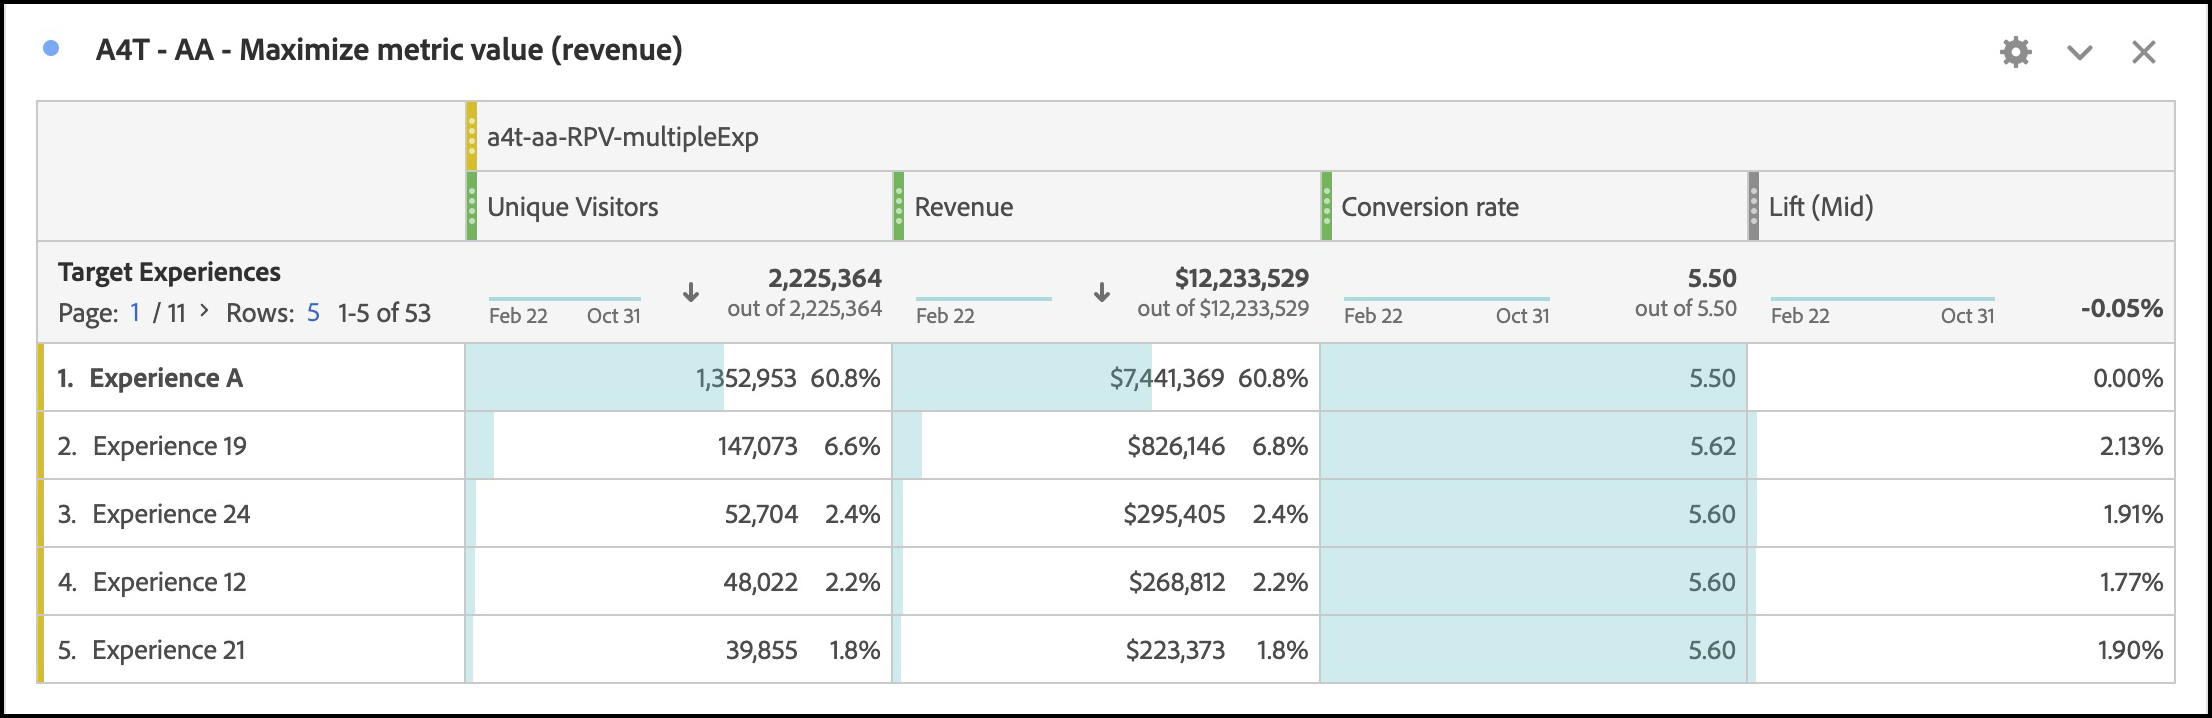 A4T - AA - Maximize metric value (revenue)
a4t-aa-RPV-multipleExp
Unique Visitors Revenue Conversion rate Lift (Mid)
Target Experiences
Page: 1 / 11 > Rows: 5 1-5 of 53
Feb 22 Oct 31 ↓ 2,225,364
out of 2,225,364
Feb 22 ↓ $12,233,529
out of $12,233,529
Feb 22 Oct 31 5.50
out of 5.50
Feb 22 Oct 31 -0.05%
1. Experience A 1,352,953 60.8% $7,441,369 60.8% 5.50 0.00%
2. Experience 19 147,073 6.6% $826,146 6.8% 5.62 2.13%
3. Experience 24 52,704 2.4% $295,405 2.4% 5.60 1.91%
4. Experience 12 48,022 2.2% $268,812 2.2% 5.60 1.77%
5. Experience 21 39,855 1.8% $223,373 1.8% 5.60 1.90%